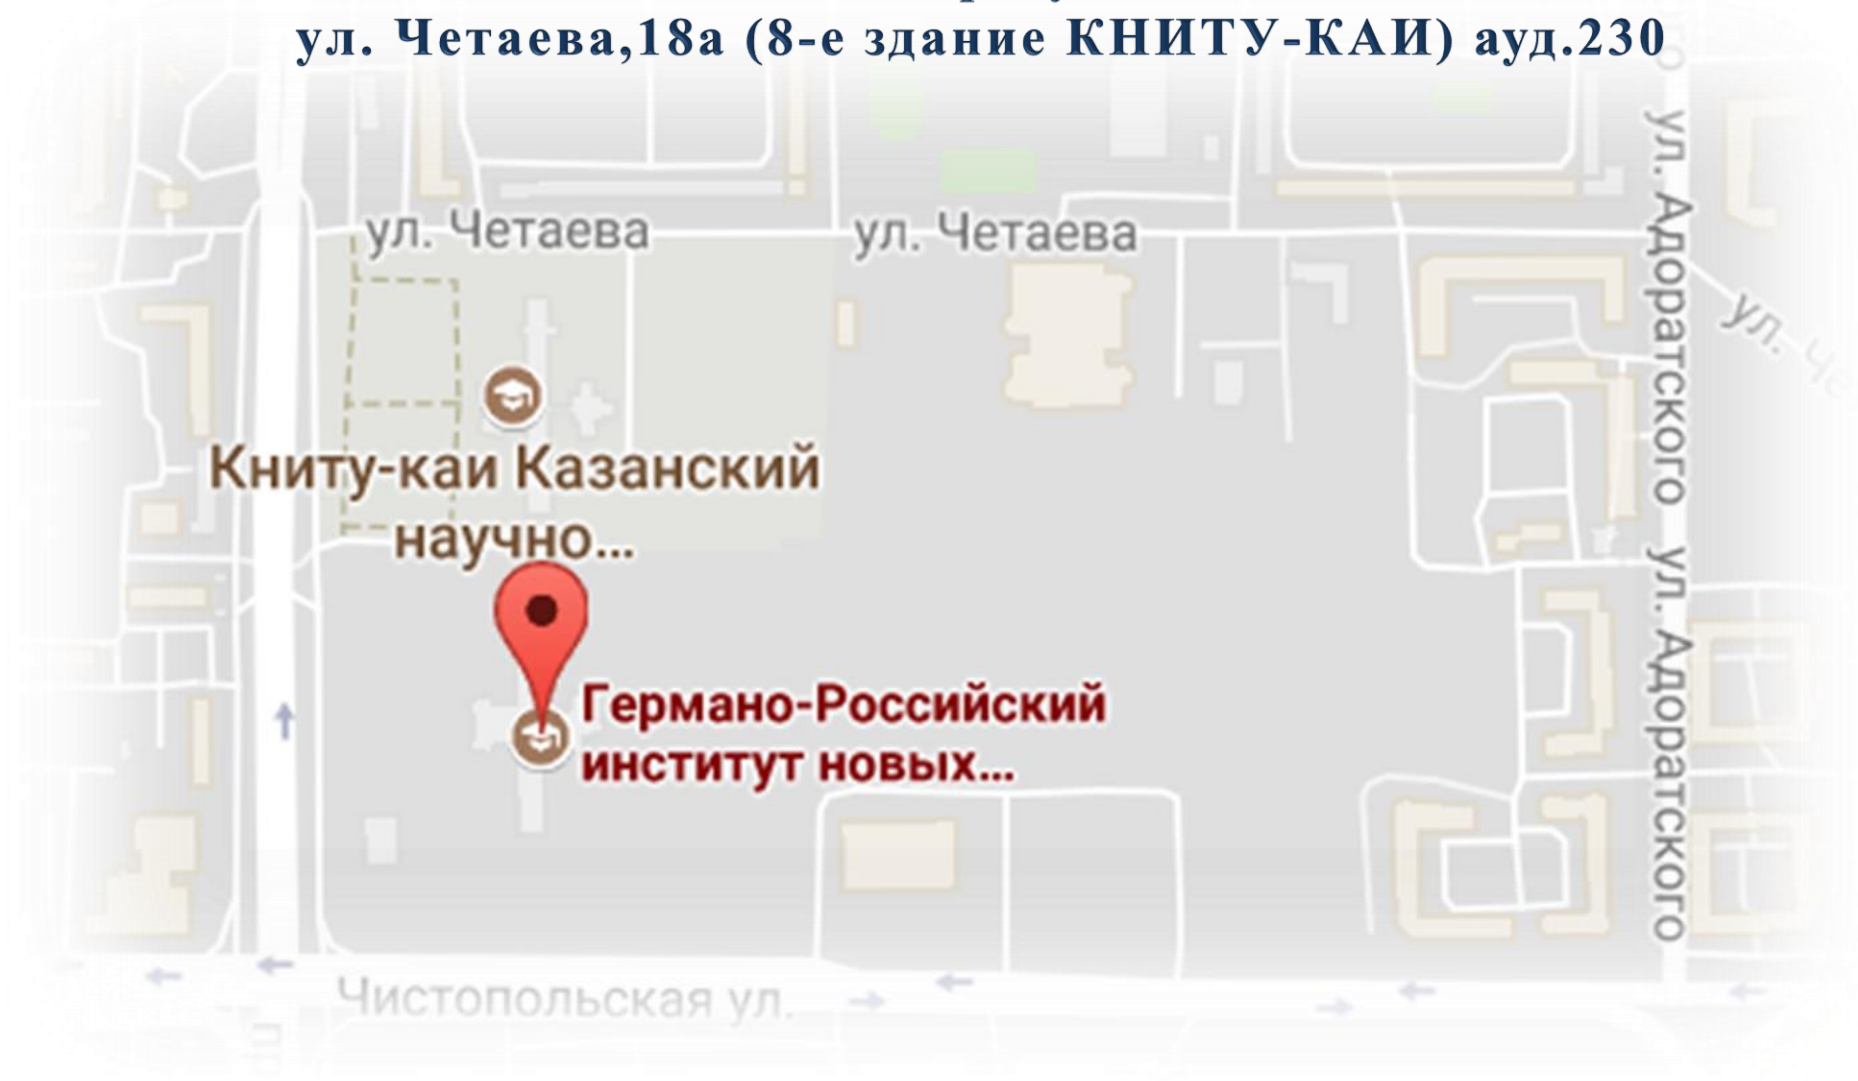 ул. Четаева,18а (8-е здание КНИТУ-КАИ) ауд.230
ул. Адоратского
ул. Четаева
ул. Четаева
ул.
Книту-каи Казанский
научно...
ул. Адоратского
Германо-Российский
институт новых...
Чистопольская ул.